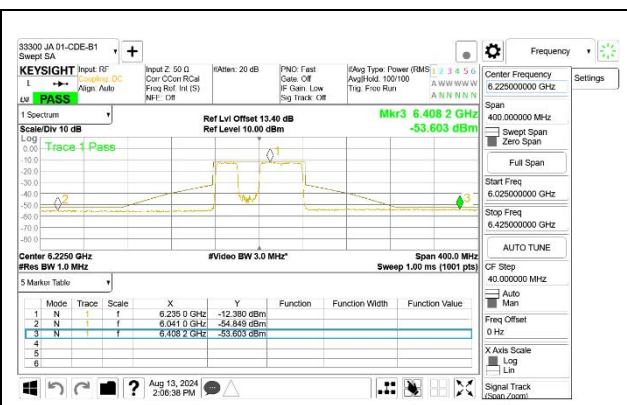 33300 JA 01-CDE-B1
Swept SA
Frequency
KEYSIGHT
Input: RF
Coupling: DC
Align: Auto
Input Z: 50 Ω
Corr CCorr RCal
Freq Ref: Int (S)
NFE: Off
#Atten: 20 dB
PNO: Fast
Gate: Off
IF Gain: Low
Sig Track: Off
#Avg Type: Power (RMS
Avg|Hold: 100/100
Trig: Free Run
1 2 3 4 5 6
A W W W W W
A N N N N N
L
PASS
Center Frequency
6.225000000 GHz
Settings
1 Spectrum
Scale/Div 10 dB
Ref Lvl Offset 13.40 dB
Ref Level 10.00 dBm
Mkr3 6.408 2 GHz
-53.603 dBm
Log
Trace 1 Pass
0.00
-10.0
-20.0
-30.0
-40.0
-50.0
-60.0
-70.0
-80.0
1
2
3
Center 6.2250 GHz
#Res BW 1.0 MHz
#Video BW 3.0 MHz*
Span 400.0 MHz
Sweep 1.00 ms (1001 pts)
Span
400.000000 MHz
Swept Span
Zero Span
Full Span
Start Freq
6.025000000 GHz
Stop Freq
6.425000000 GHz
AUTO TUNE
CF Step
40.000000 MHz
Auto
Man
Freq Offset
0 Hz
X Axis Scale
Log
Lin
Signal Track
(Span Zoom)
5 Marker Table
Mode Trace Scale X Y Function Function Width Function Value
1 N 1 f 6.235 0 GHz -12.380 dBm
2 N 1 f 6.041 0 GHz -54.849 dBm
3 N 1 f 6.408 2 GHz -53.603 dBm
4
5
6
Aug 13, 2024
2:06:38 PM